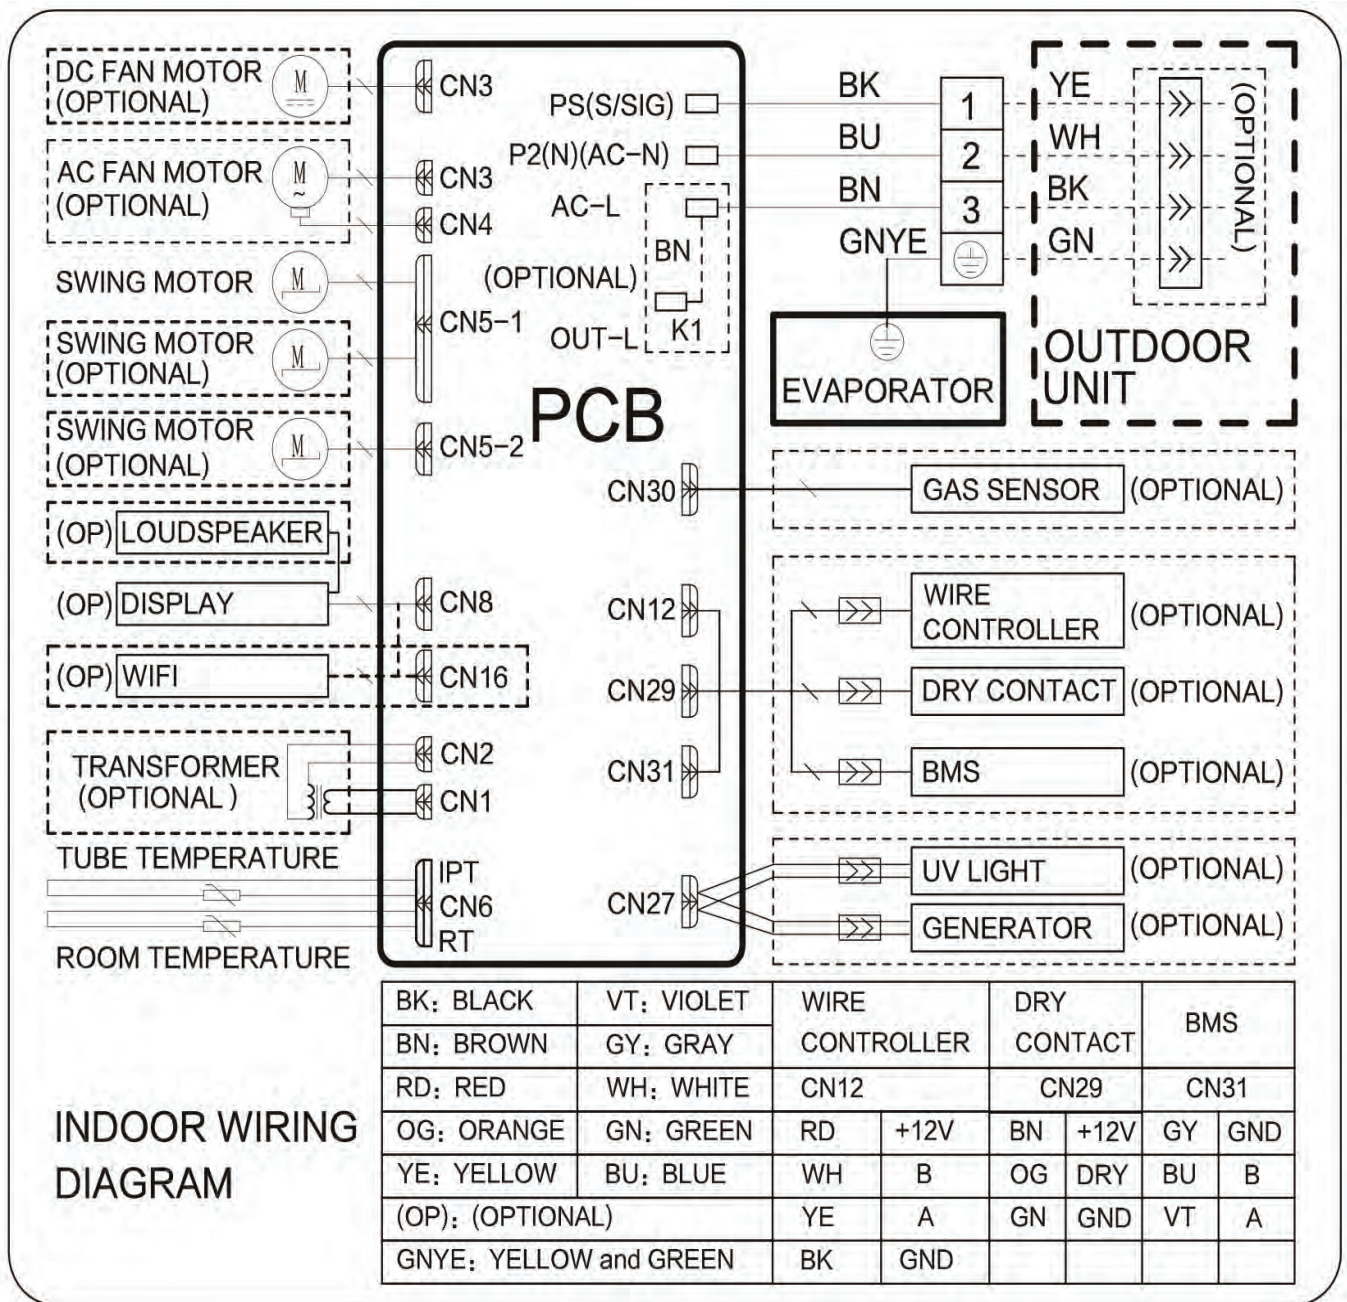 DC FAN MOTOR
(OPTIONAL)
M
CN3
AC FAN MOTOR
(OPTIONAL)
M
~
CN3
CN4
SWING MOTOR
M
CN5-1
SWING MOTOR
(OPTIONAL)
M
SWING MOTOR
(OPTIONAL)
M
CN5-2
(OP) LOUDSPEAKER
(OP) DISPLAY
CN8
(OP) WIFI
CN16
TRANSFORMER
(OPTIONAL)
CN2
CN1
TUBE TEMPERATURE
IPT
CN6
RT
ROOM TEMPERATURE
PS(S/SIG)
P2(N)(AC-N)
AC-L
BN
(OPTIONAL)
OUT-L
K1
PCB
CN30
CN12
CN29
CN31
CN27
BK 1 YE
BU 2 WH
BN 3 BK
GNYE GN
(OPTIONAL)
EVAPORATOR
OUTDOOR
UNIT
GAS SENSOR (OPTIONAL)
WIRE
CONTROLLER (OPTIONAL)
DRY CONTACT (OPTIONAL)
BMS (OPTIONAL)
UV LIGHT (OPTIONAL)
GENERATOR (OPTIONAL)
INDOOR WIRING
DIAGRAM
BK: BLACK VT: VIOLET WIRE DRY
BN: BROWN GY: GRAY CONTROLLER CONTACT BMS
RD: RED WH: WHITE CN12 CN29 CN31
OG: ORANGE GN: GREEN RD +12V BN +12V GY GND
YE: YELLOW BU: BLUE WH B OG DRY BU B
(OP): (OPTIONAL) YE A GN GND VT A
GNYE: YELLOW and GREEN BK GND